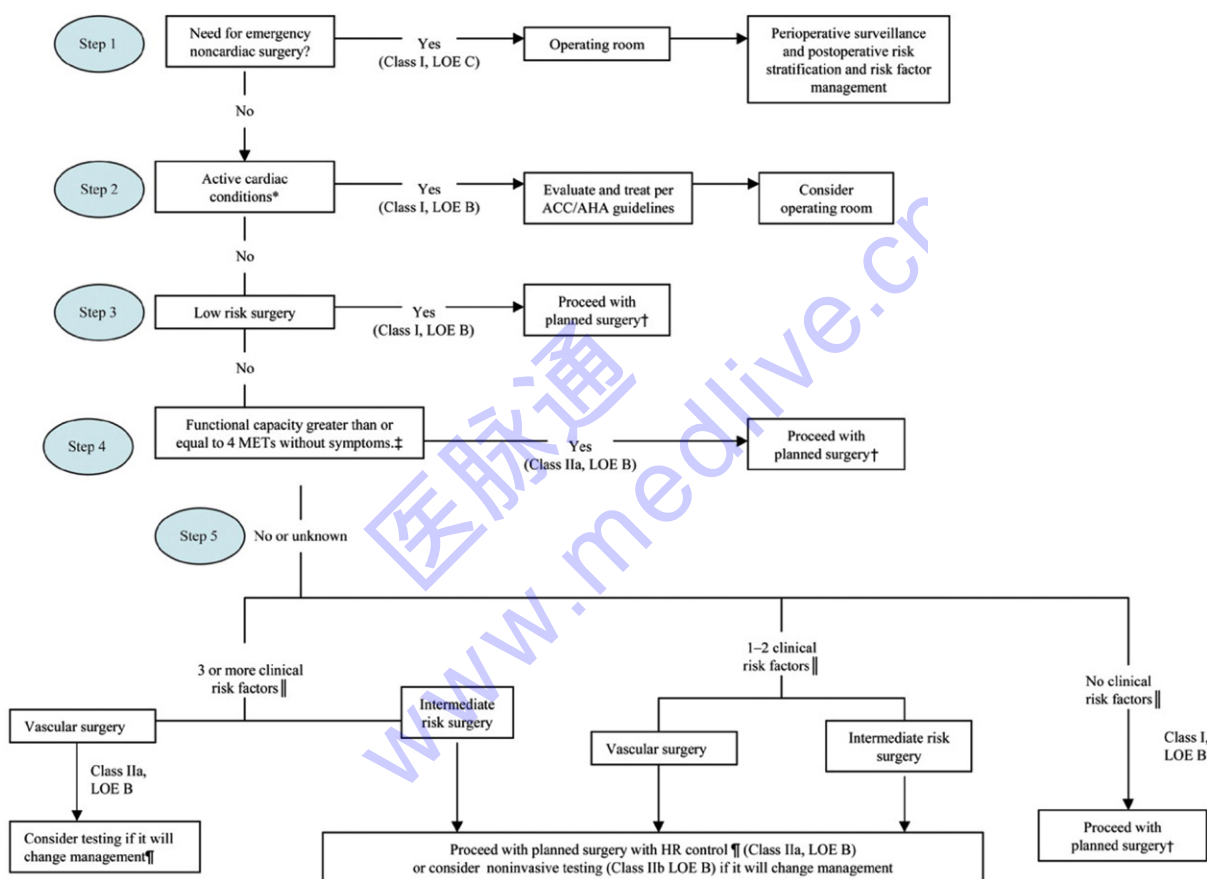 Step 1
Need for emergency
noncardiac surgery?
Yes
(Class I, LOE C)
Operating room
Perioperative surveillance
and postoperative risk
stratification and risk factor
management
No
Step 2
Active cardiac
conditions*
Yes
(Class I, LOE B)
Evaluate and treat per
ACC/AHA guidelines
Consider
operating room
No
Step 3
Low risk surgery
Yes
(Class I, LOE B)
Proceed with
planned surgery†
No
Step 4
Functional capacity greater than or
equal to 4 METs without symptoms.‡
Yes
(Class IIa, LOE B)
Proceed with
planned surgery†
Step 5
No or unknown
3 or more clinical
risk factors‖
Vascular surgery
Class IIa,
LOE B
Consider testing if it will
change management¶
Intermediate
risk surgery
1–2 clinical
risk factors‖
Vascular surgery
Intermediate risk
surgery
Proceed with planned surgery with HR control ¶ (Class IIa, LOE B)
or consider noninvasive testing (Class IIb LOE B) if it will change management
No clinical
risk factors‖
Class I,
LOE B
Proceed with
planned surgery†
医脉通
www.medlive.cn